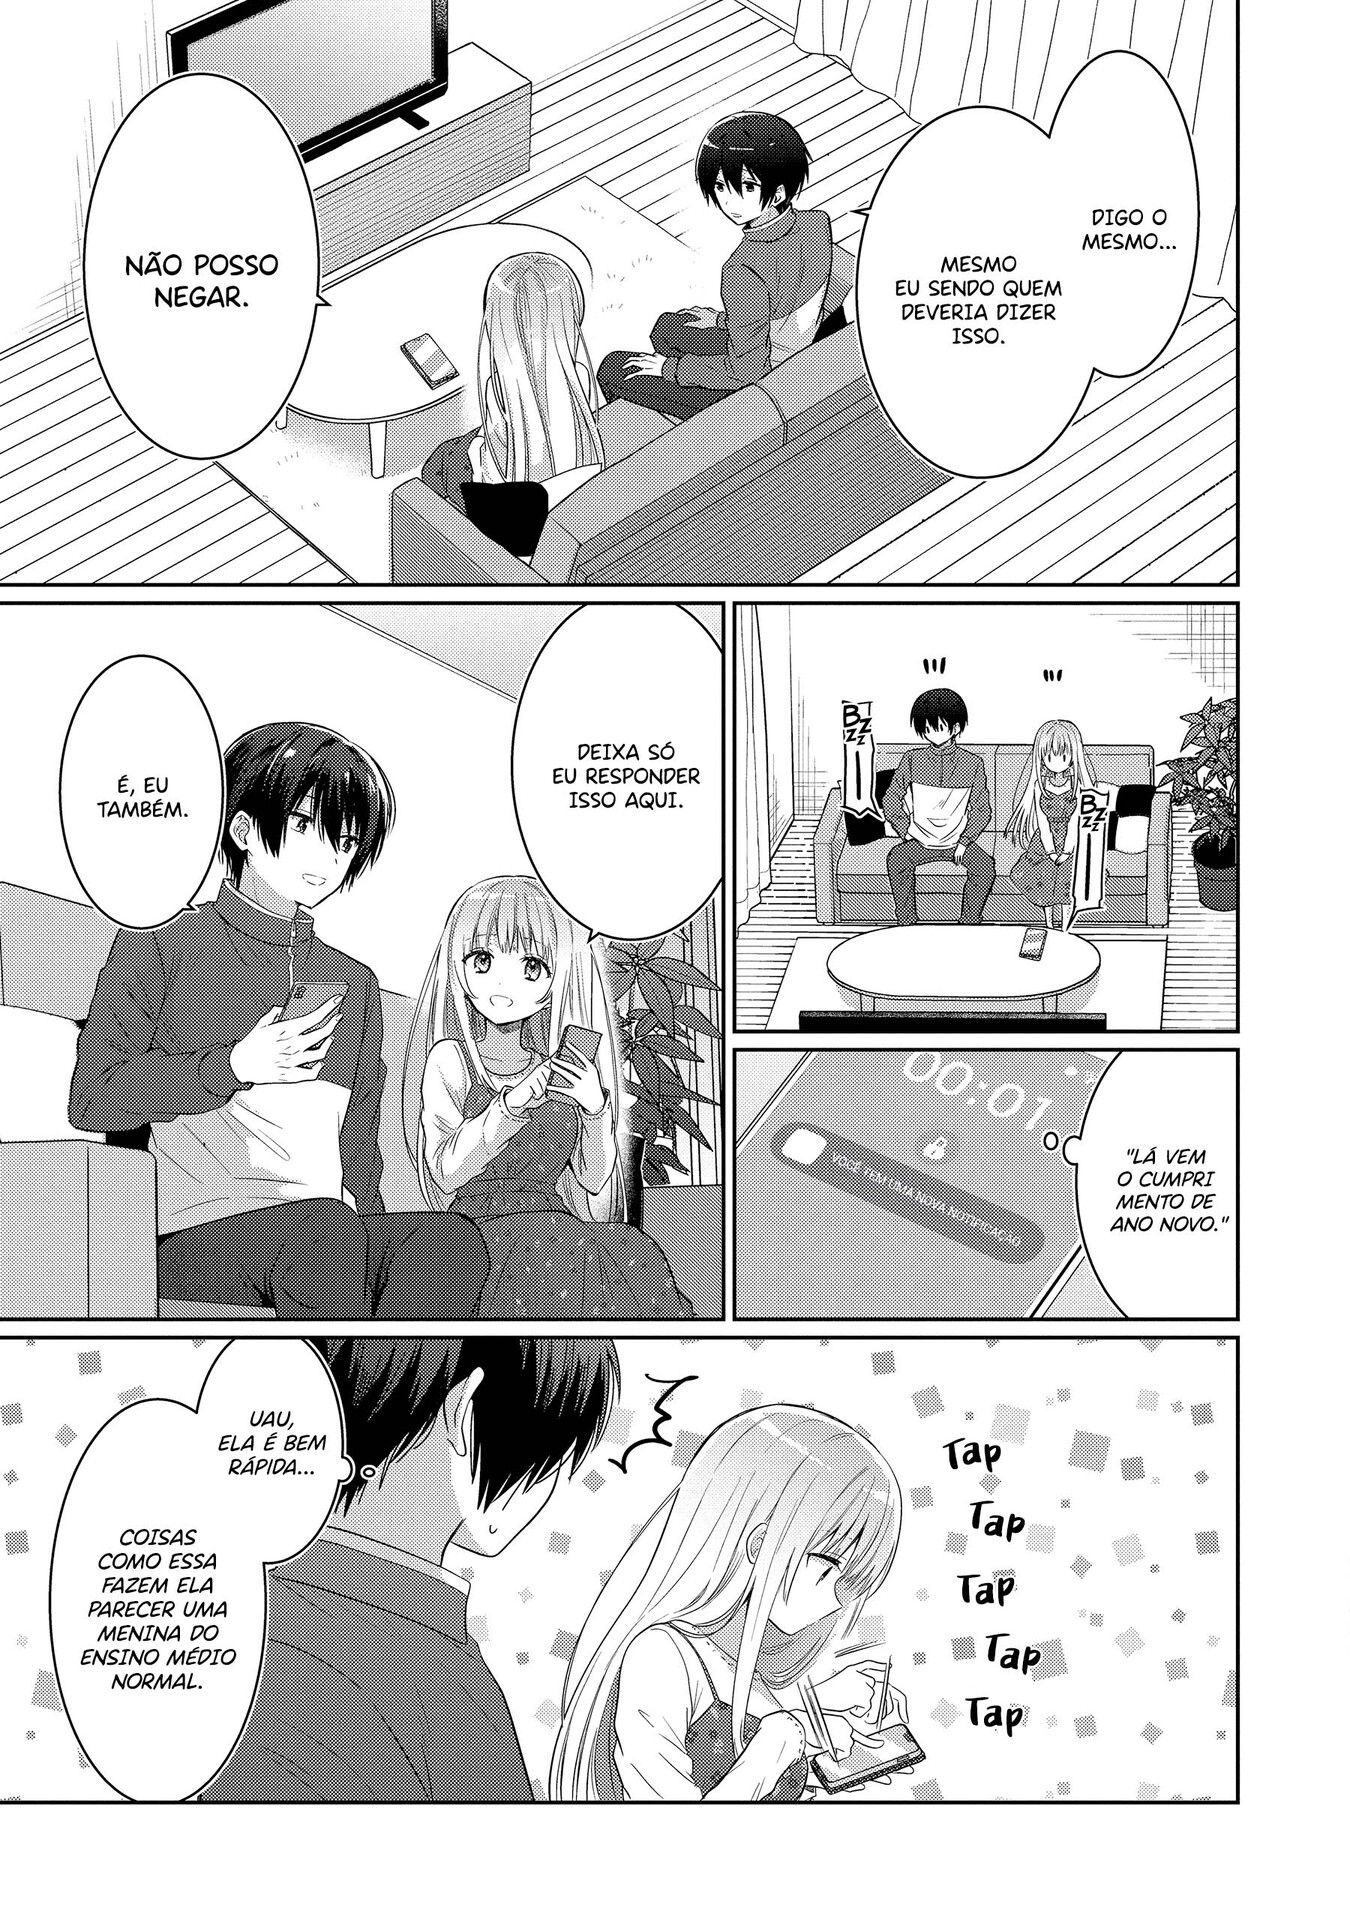 DIGO O
MESMO...
MESMO
EU SENDO QUEM
DEVERIA DIZER
ISSO.
NÃO POSSO
NEGAR.
BZZZZ
BZZZZ
00:01
VOCÊ TEM UMA NOVA NOTIFICAÇÃO
"LÁ VEM
O CUMPRI
MENTO DE
ANO NOVO."
DEIXA SÓ
EU RESPONDER
ISSO AQUI.
É, EU
TAMBÉM.
Tap
Tap
Tap
Tap
Tap
UAU,
ELA É BEM
RÁPIDA...
COISAS
COMO ESSA
FAZEM ELA
PARECER UMA
MENINA DO
ENSINO MÉDIO
NORMAL.